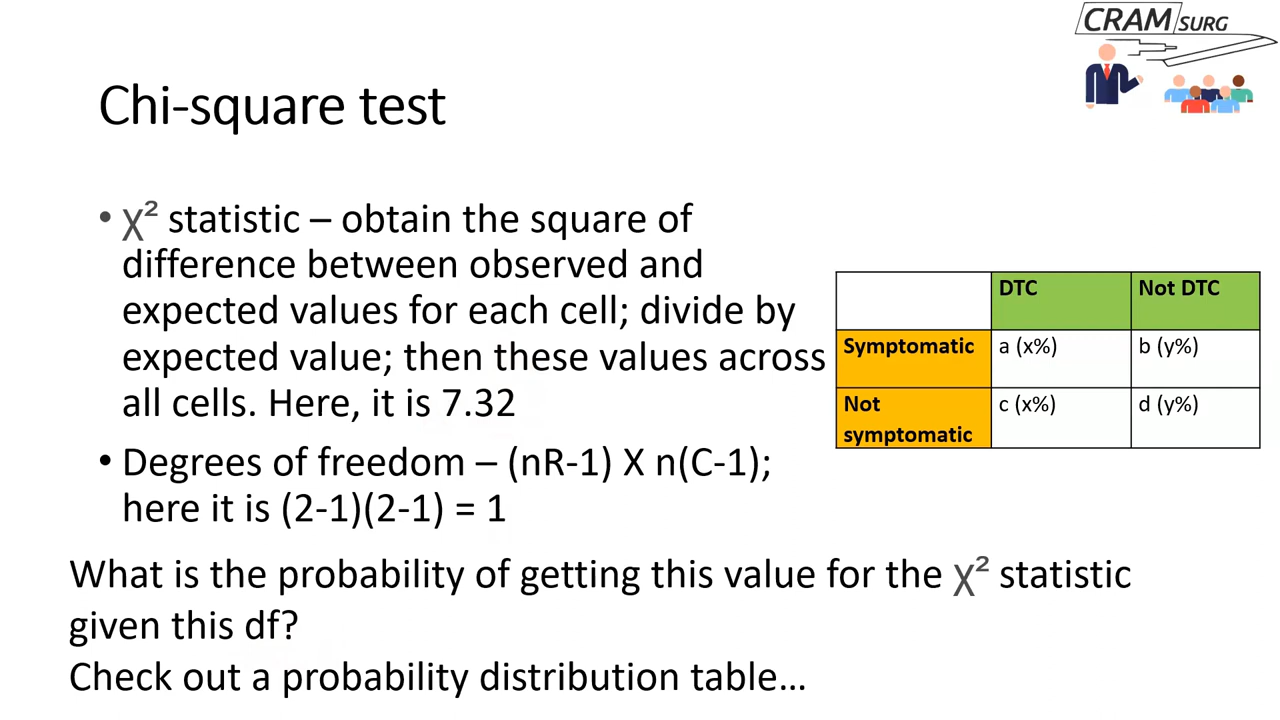 CRAM SURG
Chi-square test
• χ² statistic – obtain the square of
difference between observed and
expected values for each cell; divide by
expected value; then these values across
all cells. Here, it is 7.32
• Degrees of freedom – (nR-1) X n(C-1);
here it is (2-1)(2-1) = 1
DTC Not DTC
Symptomatic a (x%) b (y%)
Not c (x%) d (y%)
symptomatic
What is the probability of getting this value for the χ² statistic
given this df?
Check out a probability distribution table...